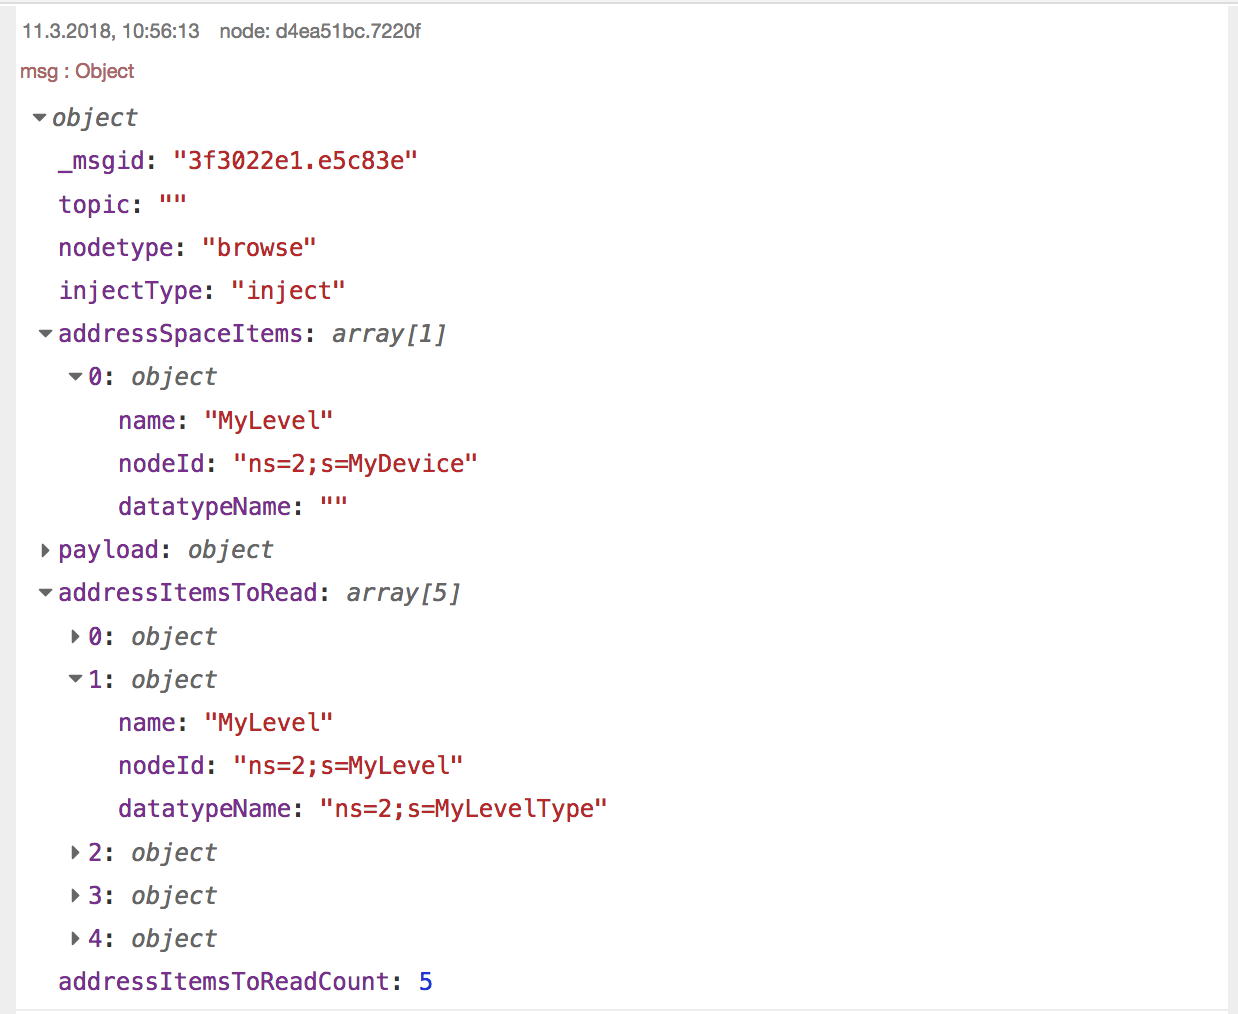 11.3.2018, 10:56:13 node: d4ea51bc.7220f
msg : Object
object
_msgid: "3f3022e1.e5c83e"
topic: ""
nodetype: "browse"
injectType: "inject"
addressSpaceItems: array[1]
0: object
name: "MyLevel"
nodeId: "ns=2;s=MyDevice"
datatypeName: ""
payload: object
addressItemsToRead: array[5]
0: object
1: object
name: "MyLevel"
nodeId: "ns=2;s=MyLevel"
datatypeName: "ns=2;s=MyLevelType"
2: object
3: object
4: object
addressItemsToReadCount: 5